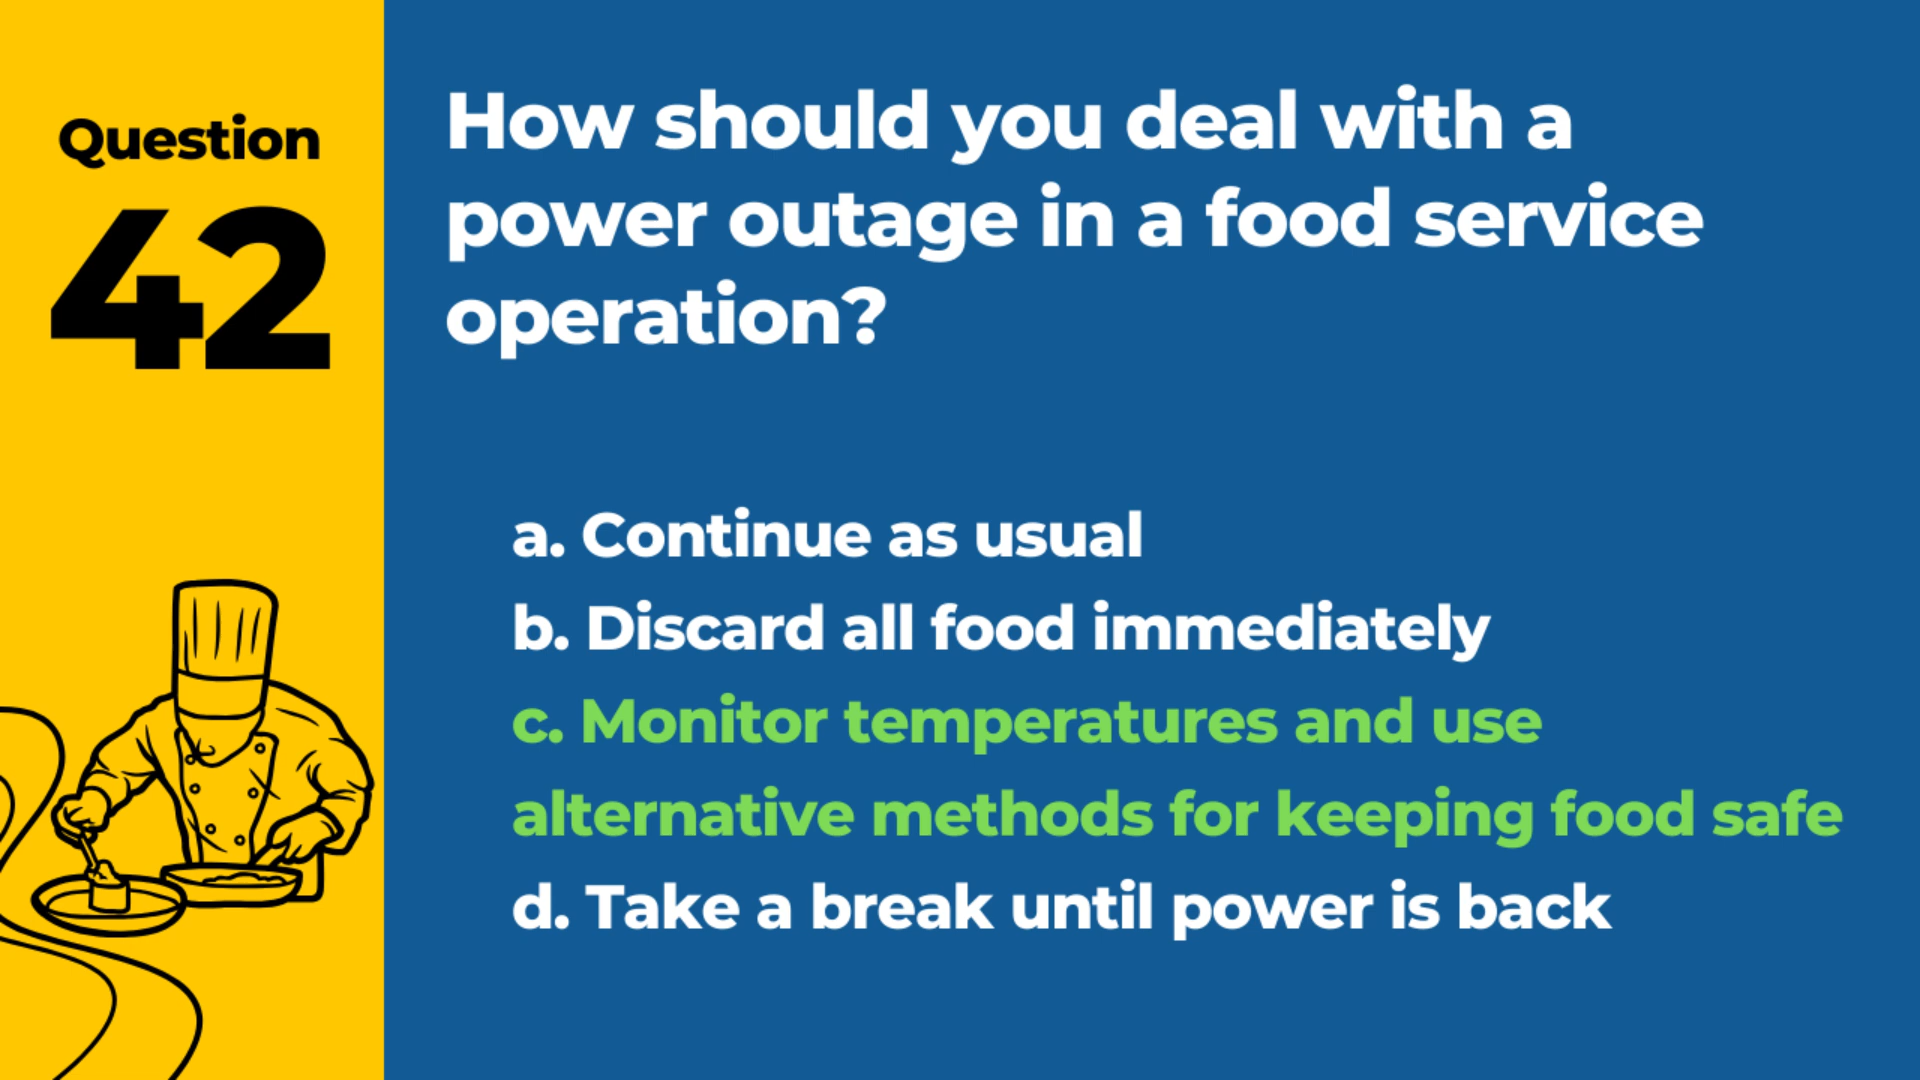 Question
42
How should you deal with a
power outage in a food service
operation?
a. Continue as usual
b. Discard all food immediately
c. Monitor temperatures and use
alternative methods for keeping food safe
d. Take a break until power is back